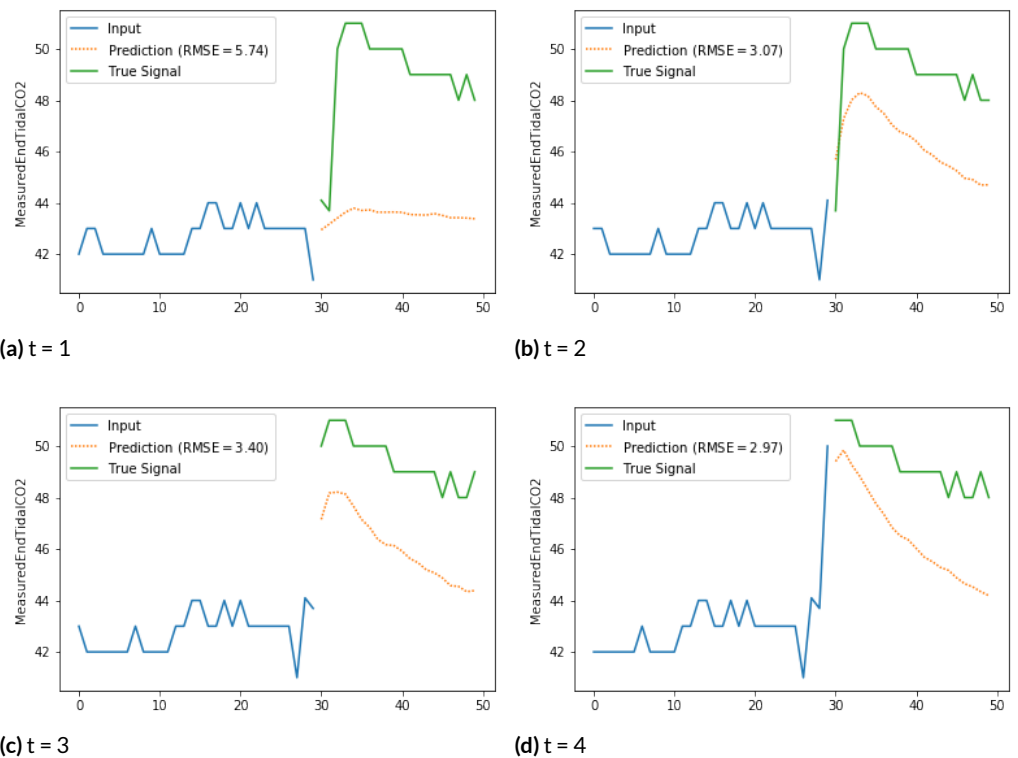 Input
Prediction (RMSE = 5.74)
True Signal
MeasuredEndTidalCO2
50
48
46
44
42
0 10 20 30 40 50
(a) t = 1
Input
Prediction (RMSE = 3.07)
True Signal
MeasuredEndTidalCO2
50
48
46
44
42
0 10 20 30 40 50
(b) t = 2
Input
Prediction (RMSE = 3.40)
True Signal
MeasuredEndTidalCO2
50
48
46
44
42
0 10 20 30 40 50
(c) t = 3
Input
Prediction (RMSE = 2.97)
True Signal
MeasuredEndTidalCO2
50
48
46
44
42
0 10 20 30 40 50
(d) t = 4